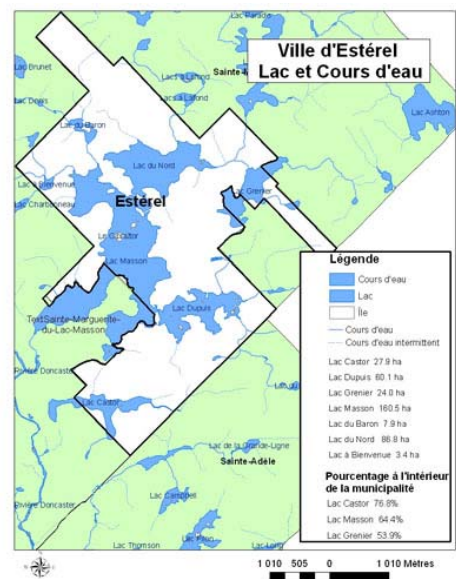 Ville d'Estérel
Lac et Cours d'eau
Lac Brunet
Lacs à Lafond
Lac Ashton
Lacs à Lafond
Lac du Baron
Lac du Nord
Lac à Bienvenue
Lac Grenier
Lac Charbonneau
Estérel
Lac Masson
Lac Dupuis
Sainte-Marguerite-
du-Lac-Masson
Rivière Doncaster
Lac Castor
Lac de la Grande-Ligne
Sainte-Adèle
Lac Campbell
Rivière Doncaster
Lac Thomson
Légende
Cours d'eau
Lac
Île
Cours d'eau
Cours d'eau intermittent
Lac Castor 27.9 ha
Lac Dupuis 60.1 ha
Lac Grenier 24.0 ha
Lac Masson 160.5 ha
Lac du Baron 7.9 ha
Lac du Nord 86.8 ha
Lac à Bienvenue 3.4 ha
Pourcentage à l'intérieur
de la municipalité
Lac Castor 76.8%
Lac Masson 64.4%
Lac Grenier 53.9%
1 010 505 0 1 010 Mètres